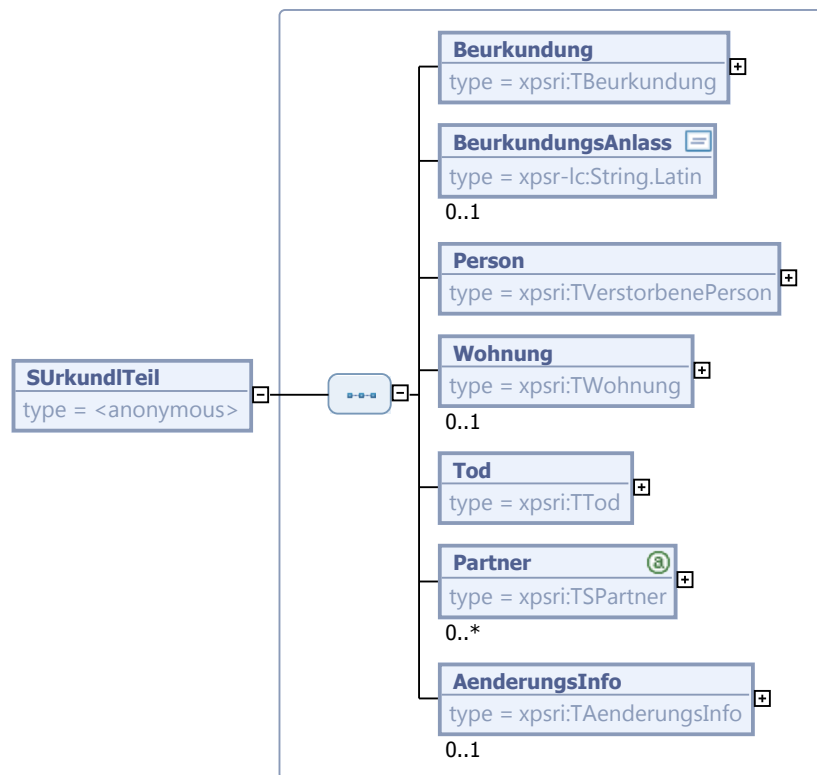 Beurkundung
type = xpsri:TBeurkundung
BeurkundungsAnlass
type = xpsr-lc:String.Latin
0..1
Person
type = xpsri:TVerstorbenePerson
Wohnung
type = xpsri:TWohnung
0..1
SUrkundlTeil
type = <anonymous>
Tod
type = xpsri:TTod
Partner
type = xpsri:TSPartner
0..*
AenderungsInfo
type = xpsri:TAenderungsInfo
0..1